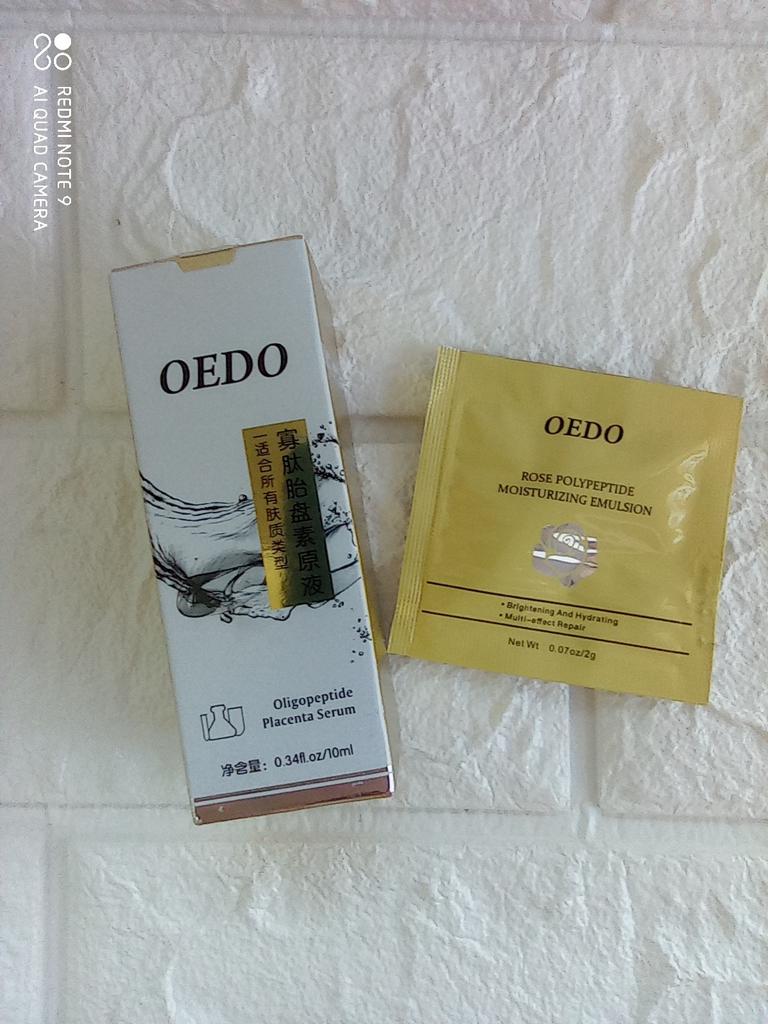 REDMI NOTE 9
AI QUAD CAMERA
OEDO
寡肽胎盘素原液
一适合所有肤质类型
Oligopeptide
Placenta Serum
净含量: 0.34fl.oz/10ml
OEDO
ROSE POLYPEPTIDE
MOISTURIZING EMULSION
• Brightening And Hydrating
• Multi-effect Repair
Net Wt 0.07oz/2g